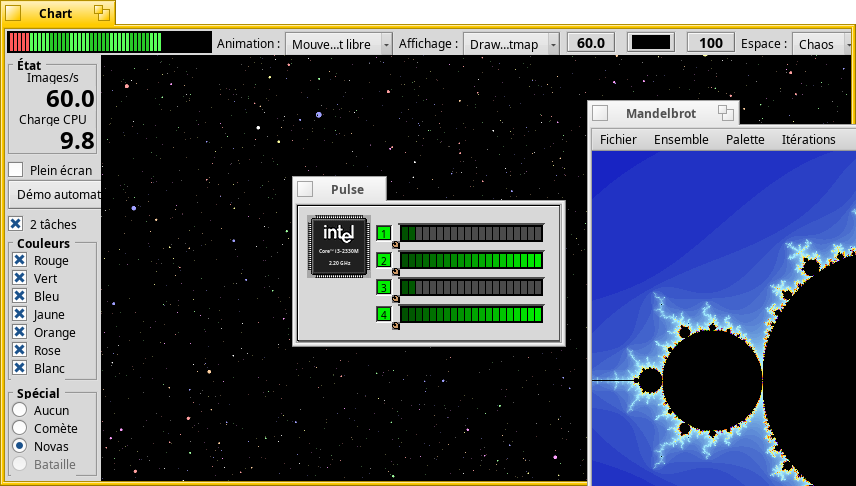 Chart
Animation : Mouve...t libre Affichage : Draw...tmap 60.0 100 Espace : Chaos
État
Images/s
60.0
Charge CPU
9.8
Plein écran
Démo automat
2 tâches
Couleurs
Rouge
Vert
Bleu
Jaune
Orange
Rose
Blanc
Spécial
Aucun
Comète
Novas
Bataille
Pulse
intel
Core™ i3-2330M
2.20 GHz
1
2
3
4
Mandelbrot
Fichier Ensemble Palette Itérations